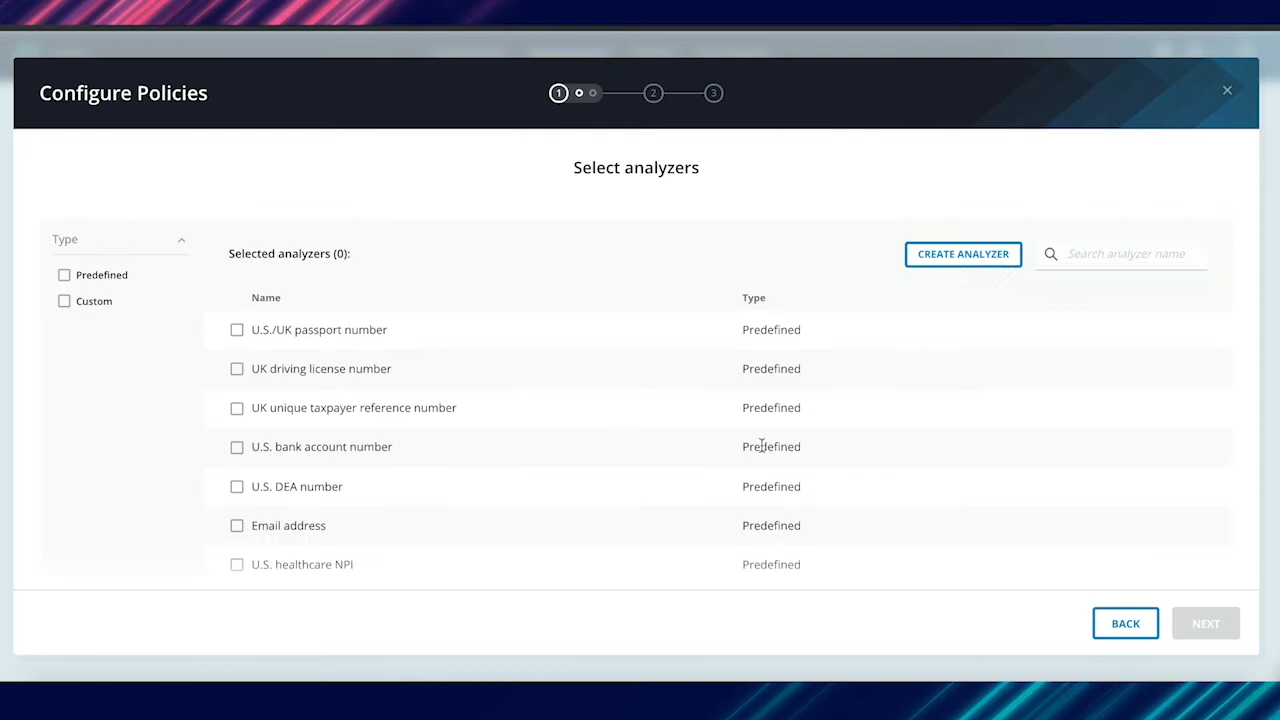 Configure Policies
1
2
3
Select analyzers
Type
Predefined
Custom
Selected analyzers (0):
CREATE ANALYZER
Search analyzer name
Name Type
U.S./UK passport number Predefined
UK driving license number Predefined
UK unique taxpayer reference number Predefined
U.S. bank account number Predefined
U.S. DEA number Predefined
Email address Predefined
U.S. healthcare NPI Predefined
BACK
NEXT